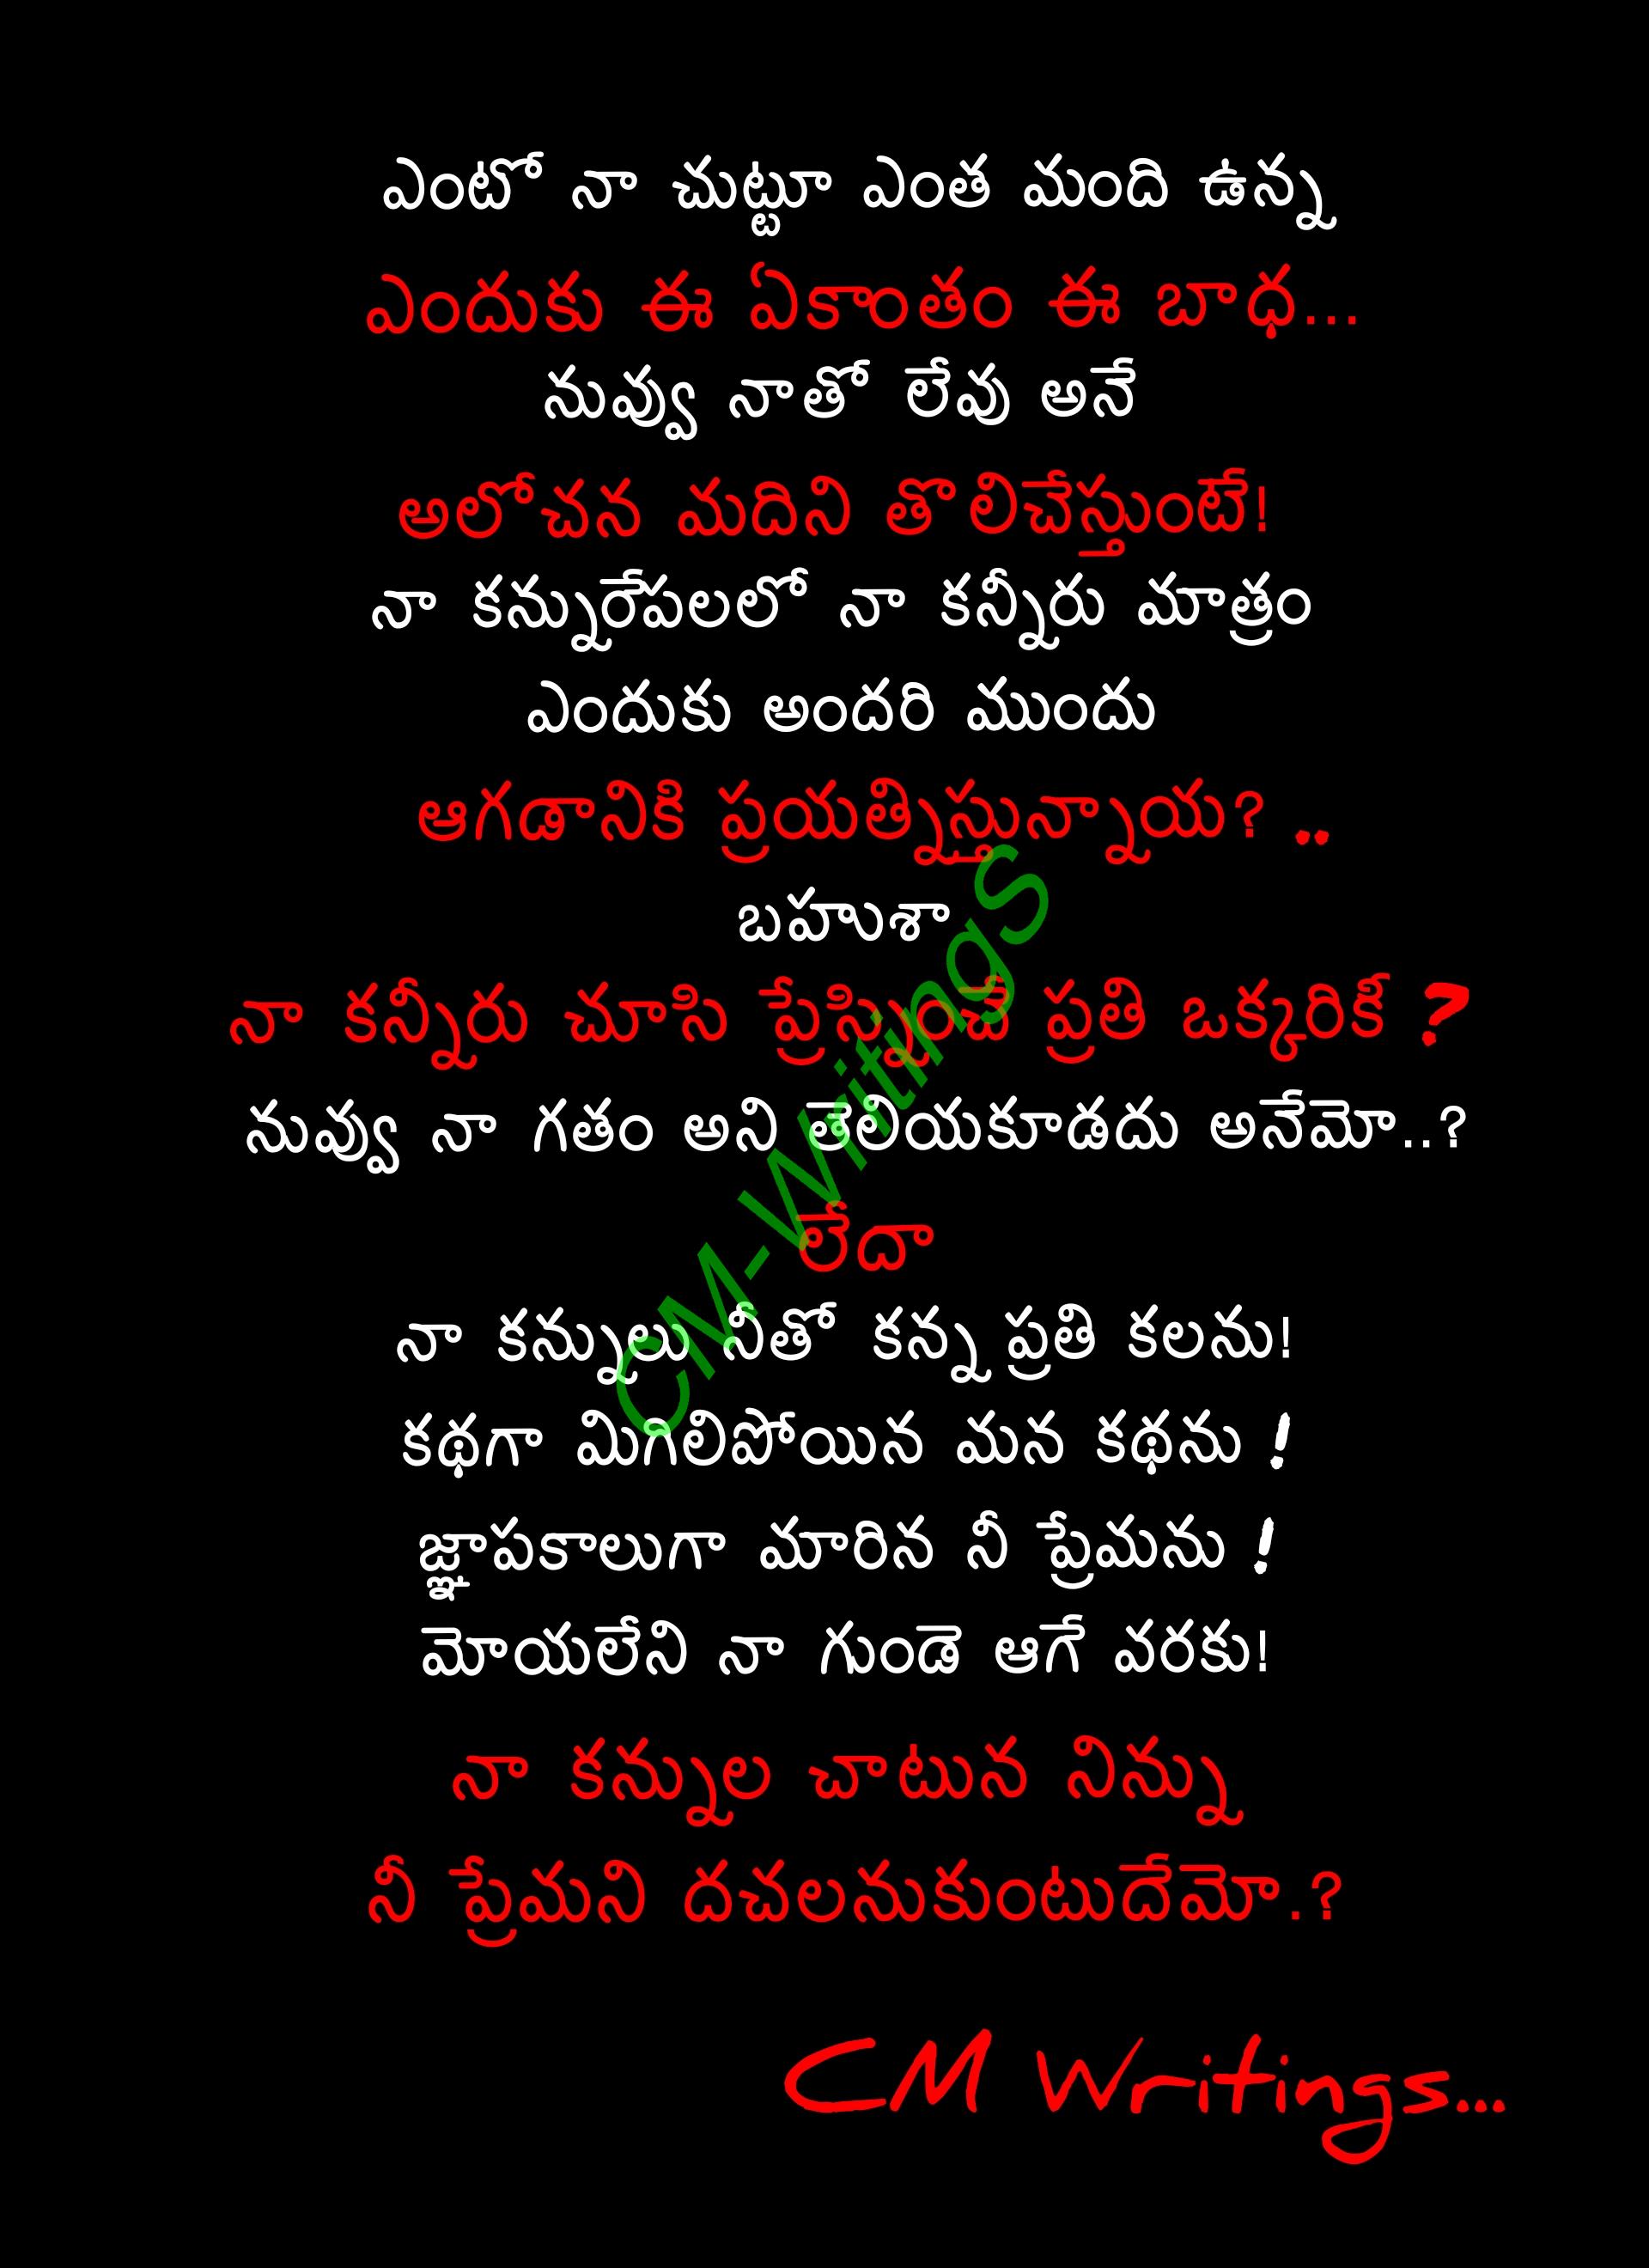 ఎంటో నా చుట్టూ ఎంత మంది ఉన్న
ఎందుకు ఈ ఏకాంతం ఈ బాధ...
నువ్వు నాతో లేవు అనే
అలోచన మదిని తొలిచేస్తుంటే!
నా కన్నురేపలలో నా కన్నీరు మాత్రం
ఎందుకు అందరి ముందు
ఆగడానికి ప్రయత్నిస్తున్నాయ? ..
బహుశా
నా కన్నీరు చూసి ప్రేస్నించే ప్రతి ఒక్కరికీ ?
నువ్వు నా గతం అని తెలియకూడదు అనేమో..?
లేదా
నా కన్నులు నీతో కన్న ప్రతి కలను!
కథగా మిగిలిపోయిన మన కథను !
జ్ఞాపకాలుగా మారిన నీ ప్రేమను !
మోయలేని నా గుండె ఆగే వరకు!
నా కన్నుల చాటున నిన్ను
నీ ప్రేమని దచలనుకుంటుదేమో.?
CM Writings...
CM-WitingS